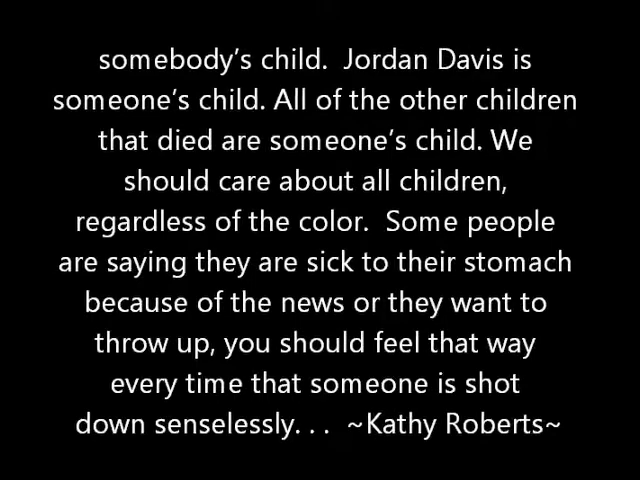 somebody’s child.  Jordan Davis is
someone’s child. All of the other children
that died are someone’s child. We
should care about all children,
regardless of the color.  Some people
are saying they are sick to their stomach
because of the news or they want to
throw up, you should feel that way
every time that someone is shot
down senselessly. . .  ~Kathy Roberts~